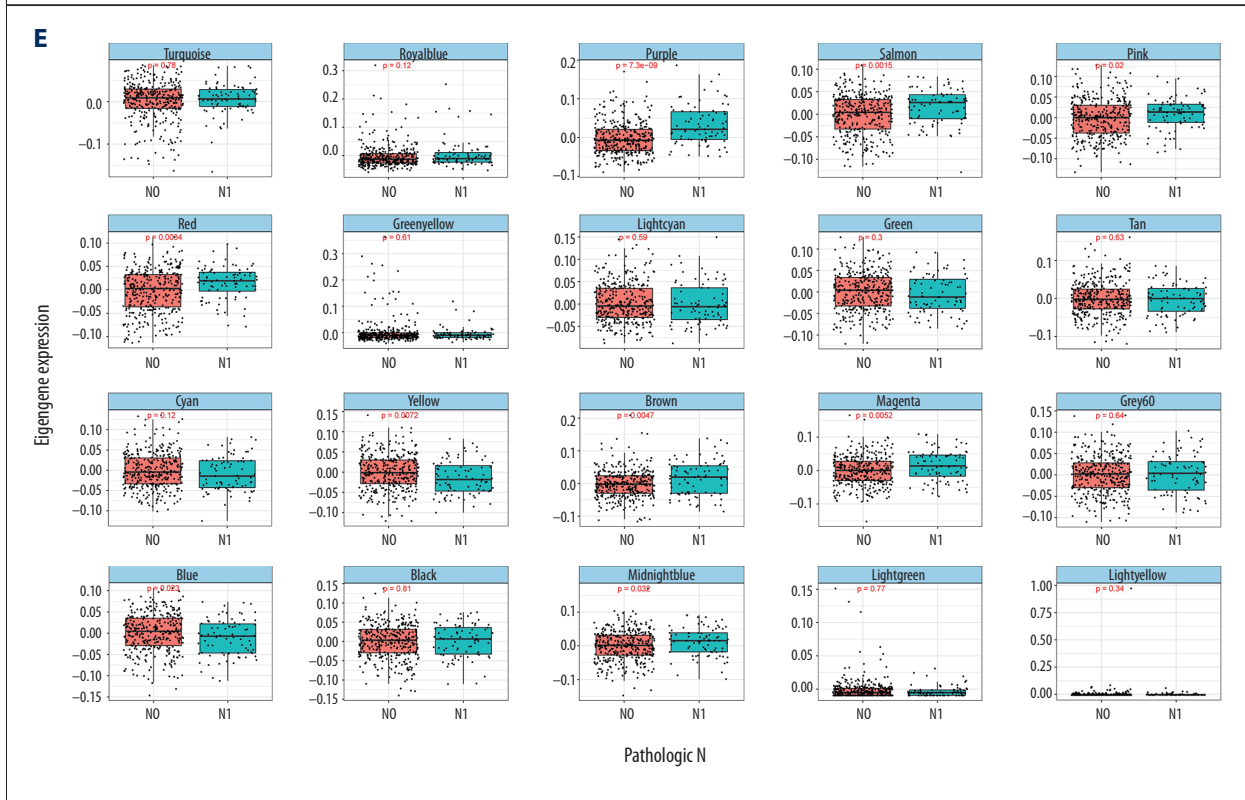 E
Eigengene expression
Turquoise Royalblue Purple Salmon Pink
p = 0.78 p = 0.12 p = 7.3e−09 p = 0.0015 p = 0.02
0.0 −0.1
0.3 0.2 0.1 0.0
0.2 0.1 0.0 −0.1
0.10 0.05 0.00 −0.05 −0.10
0.10 0.05 0.00 −0.05 −0.10
N0 N1 N0 N1 N0 N1 N0 N1 N0 N1
Red Greenyellow Lightcyan Green Tan
p = 0.0064 p = 0.61 p = 0.59 p = 0.3 p = 0.63
0.10 0.05 0.00 −0.05 −0.10
0.3 0.2 0.1 0.0
0.15 0.10 0.05 0.00 −0.05
0.10 0.05 0.00 −0.05 −0.10
0.1 0.0 −0.1
N0 N1 N0 N1 N0 N1 N0 N1 N0 N1
Cyan Yellow Brown Magenta Grey60
p = 0.12 p = 0.0072 p = 0.0047 p = 0.0052 p = 0.64
0.10 0.05 0.00 −0.05 −0.10
0.15 0.10 0.05 0.00 −0.05 −0.10
0.2 0.1 0.0 −0.1
0.1 0.0 −0.1
0.15 0.10 0.05 0.00 −0.05 −0.10
N0 N1 N0 N1 N0 N1 N0 N1 N0 N1
Blue Black Midnightblue Lightgreen Lightyellow
p = 0.023 p = 0.81 p = 0.032 p = 0.77 p = 0.34
0.10 0.05 0.00 −0.05 −0.10 −0.15
0.15 0.10 0.05 0.00 −0.05 −0.10 0.15
0.1 0.0 −0.1
0.15 0.10 0.05 0.00
1.00 0.75 0.50 0.25 0.00
N0 N1 N0 N1 N0 N1 N0 N1 N0 N1
Pathologic N